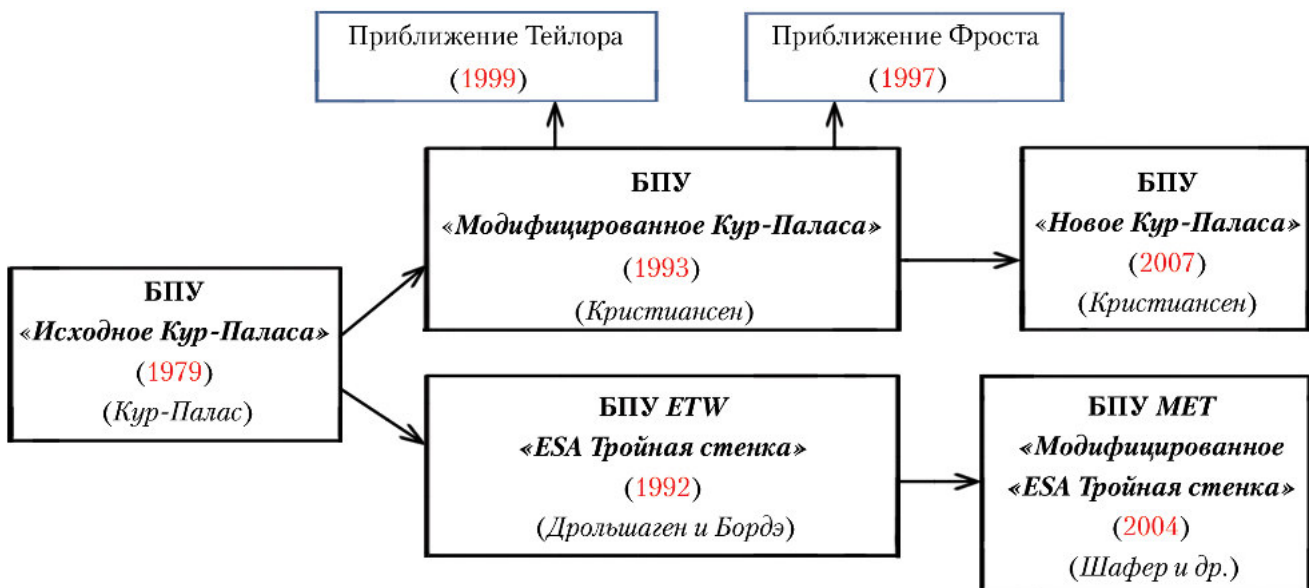 Приближение Тейлора
(1999)
Приближение Фроста
(1997)
БПУ
«Модифицированное Кур-Паласа»
(1993)
(Кристиансен)
БПУ
«Новое Кур-Паласа»
(2007)
(Кристиансен)
БПУ
«Исходное Кур-Паласа»
(1979)
(Кур-Палас)
БПУ ETW
«ESA Тройная стенка»
(1992)
(Дрольшаген и Бордэ)
БПУ MET
«Модифицированное
«ESA Тройная стенка»
(2004)
(Шафер и др.)